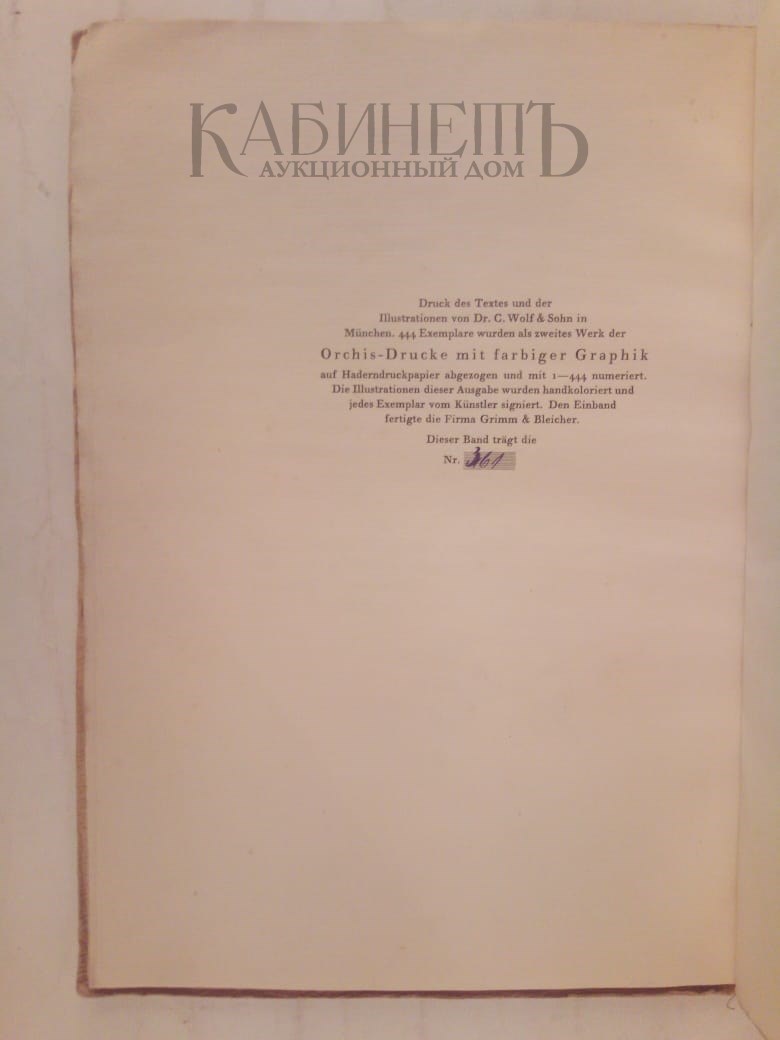 КАБИНЕТЪ
АУКЦИОННЫЙ ДОМ
Druck des Textes und der
Illustrationen von Dr. C. Wolf & Sohn in
München. 444 Exemplare wurden als zweites Werk der
Orchis-Drucke mit farbiger Graphik
auf Haderndruckpapier abgezogen und mit 1—444 numeriert.
Die Illustrationen dieser Ausgabe wurden handkoloriert und
jedes Exemplar vom Künstler signiert. Den Einband
fertigte die Firma Grimm & Bleicher.
Dieser Band trägt die
Nr. 361